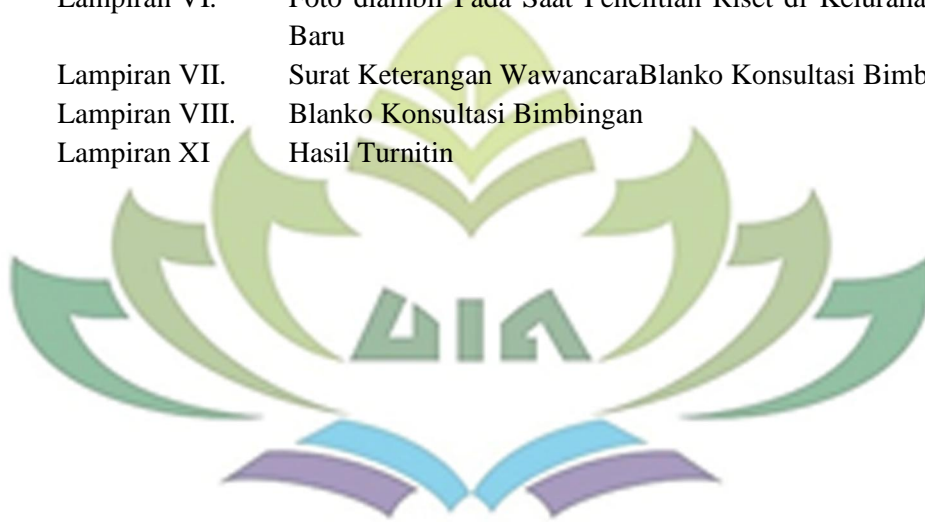 Lampiran VI. Foto diambil Pada Saat Penelitian Riset di
Baru
Lampiran VII. Surat Keterangan WawancaraBlanko Konsultasi
Lampiran VIII. Blanko Konsultasi Bimbingan
Lampiran XI Hasil Turnitin
UIN